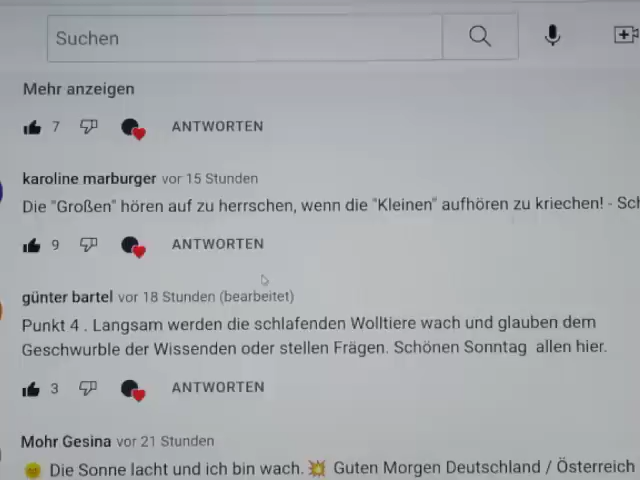 Suchen
Mehr anzeigen
7 ANTWORTEN
karoline marburger vor 15 Stunden
Die "Großen" hören auf zu herrschen, wenn die "Kleinen" aufhören zu kriechen! - Sch
9 ANTWORTEN
günter bartel vor 18 Stunden (bearbeitet)
Punkt 4 . Langsam werden die schlafenden Wolltiere wach und glauben dem
Geschwurble der Wissenden oder stellen Frägen. Schönen Sonntag allen hier.
3 ANTWORTEN
Mohr Gesina vor 21 Stunden
🌞 Die Sonne lacht und ich bin wach. 💥 Guten Morgen Deutschland / Österreich